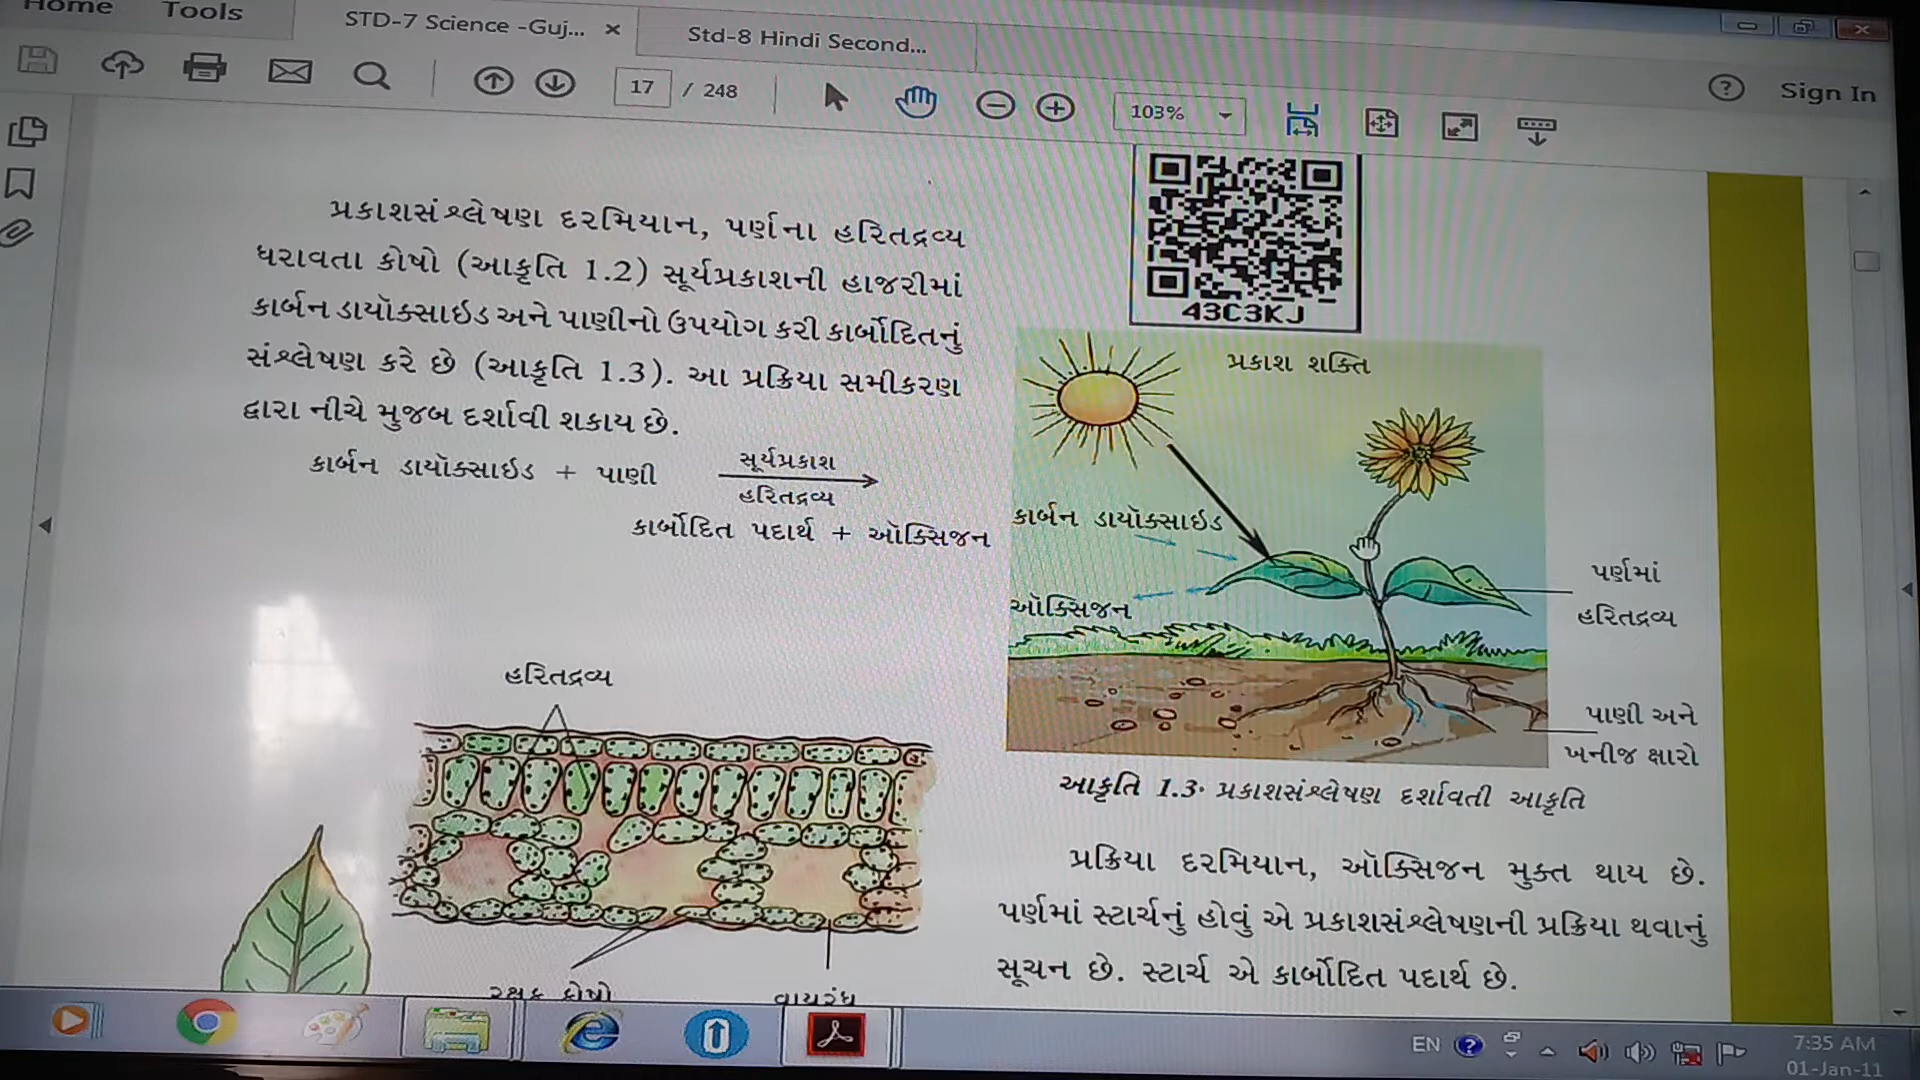 Home Tools STD-7 Science -Guj... × Std-8 Hindi Second...
17 / 248 103% Sign In
પ્રકાશસંશ્લેષણ દરમિયાન, પર્ણના હરિતદ્રવ્ય
ધરાવતા કોષો (આકૃતિ 1.2) સૂર્યપ્રકાશની હાજરીમાં
કાર્બન ડાયૉક્સાઇડ અને પાણીનો ઉપયોગ કરી કાર્બોદિતનું
સંશ્લેષણ કરે છે (આકૃતિ 1.3). આ પ્રક્રિયા સમીકરણ
દ્વારા નીચે મુજબ દર્શાવી શકાય છે.
કાર્બન ડાયૉક્સાઇડ + પાણી
સૂર્યપ્રકાશ
હરિતદ્રવ્ય
કાર્બોદિત પદાર્થ + ઑક્સિજન
હરિતદ્રવ્ય
રક્ષક કોષો
વાયુરંધ્ર
43C3KJ
પ્રકાશ શક્તિ
કાર્બન ડાયૉક્સાઇડ
ઑક્સિજન
પર્ણમાં
હરિતદ્રવ્ય
પાણી અને
ખનીજ ક્ષારો
આકૃતિ 1.3 પ્રકાશસંશ્લેષણ દર્શાવતી આકૃતિ
પ્રક્રિયા દરમિયાન, ઑક્સિજન મુક્ત થાય છે.
પર્ણમાં સ્ટાર્ચનું હોવું એ પ્રકાશસંશ્લેષણની પ્રક્રિયા થવાનું
સૂચન છે. સ્ટાર્ચ એ કાર્બોદિત પદાર્થ છે.
EN
7:35 AM
01-Jan-11